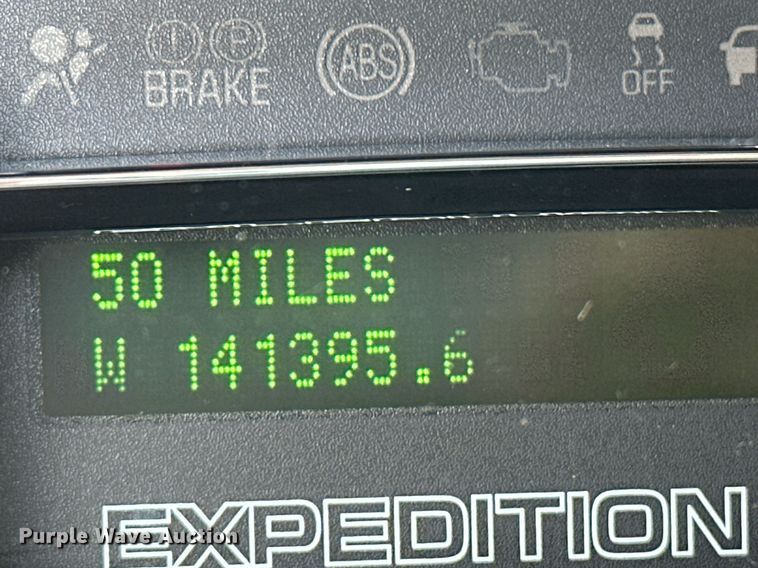 BRAKE ABS OFF
50 MILES
W 141395.6
EXPEDITION
Purple Wave Auction